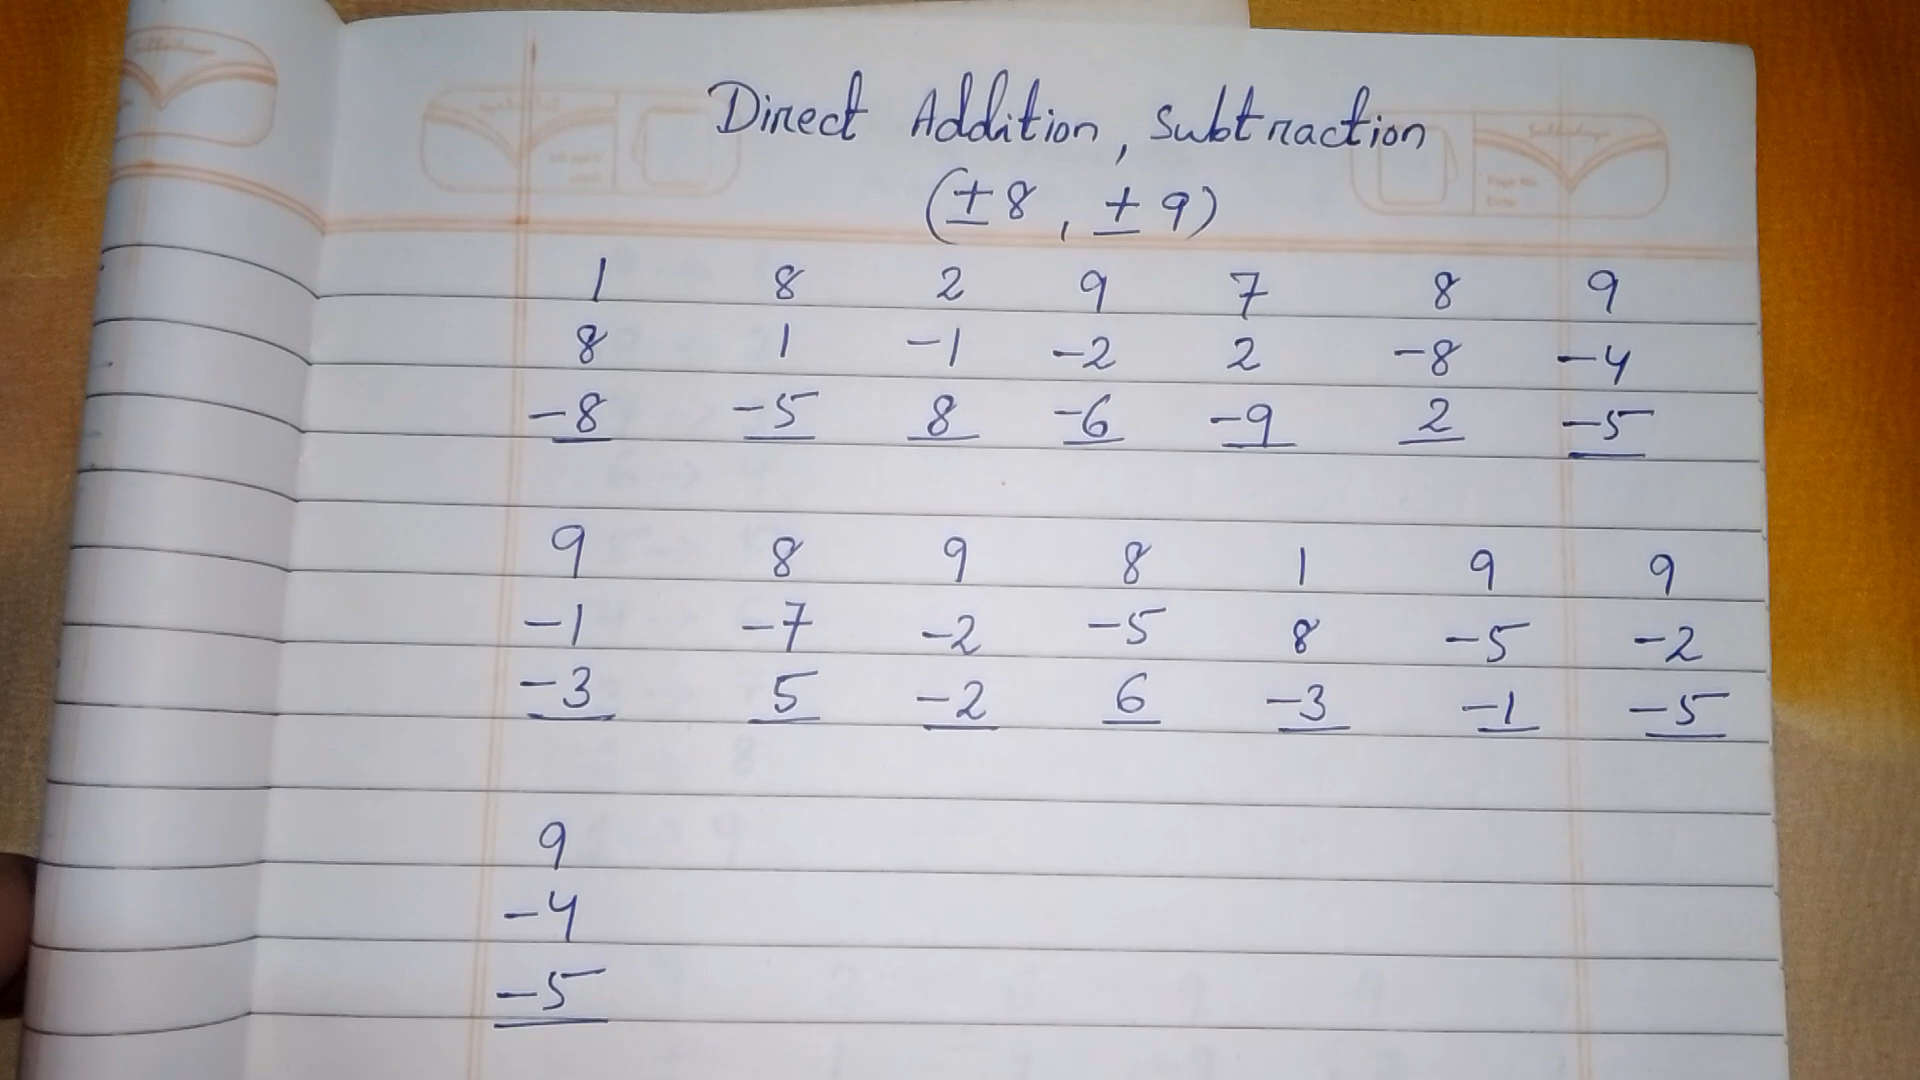 Direct Addition, Subtraction
(±8, ±9)
1 8 2 9 7 8 9
8 1 -1 -2 2 -8 -4
-8 -5 8 -6 -9 2 -5
9 8 9 8 1 9 9
-1 -7 -2 -5 8 -5 -2
-3 5 -2 6 -3 -1 -5
9
-4
-5